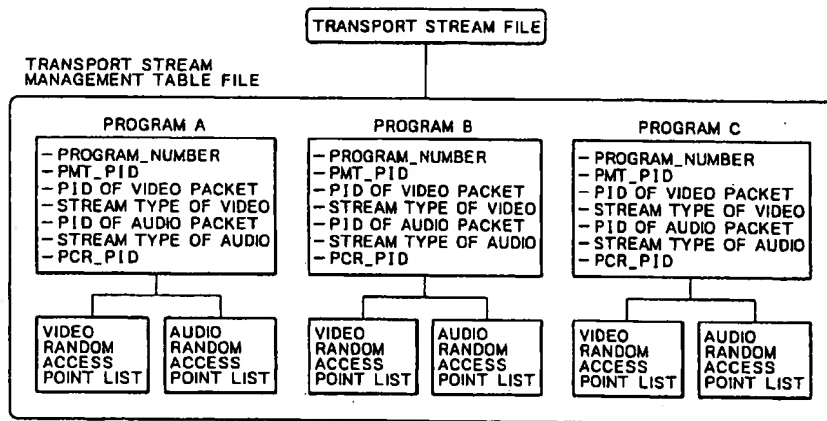 TRANSPORT STREAM FILE
TRANSPORT STREAM
MANAGEMENT TABLE FILE
PROGRAM A
- PROGRAM_NUMBER
- PMT_PID
- PID OF VIDEO PACKET
- STREAM TYPE OF VIDEO
- PID OF AUDIO PACKET
- STREAM TYPE OF AUDIO
- PCR_PID
VIDEO
RANDOM
ACCESS
POINT LIST
AUDIO
RANDOM
ACCESS
POINT LIST
PROGRAM B
- PROGRAM_NUMBER
- PMT_PID
- PID OF VIDEO PACKET
- STREAM TYPE OF VIDEO
- PID OF AUDIO PACKET
- STREAM TYPE OF AUDIO
- PCR_PID
VIDEO
RANDOM
ACCESS
POINT LIST
AUDIO
RANDOM
ACCESS
POINT LIST
PROGRAM C
- PROGRAM_NUMBER
- PMT_PID
- PID OF VIDEO PACKET
- STREAM TYPE OF VIDEO
- PID OF AUDIO PACKET
- STREAM TYPE OF AUDIO
- PCR_PID
VIDEO
RANDOM
ACCESS
POINT LIST
AUDIO
RANDOM
ACCESS
POINT LIST